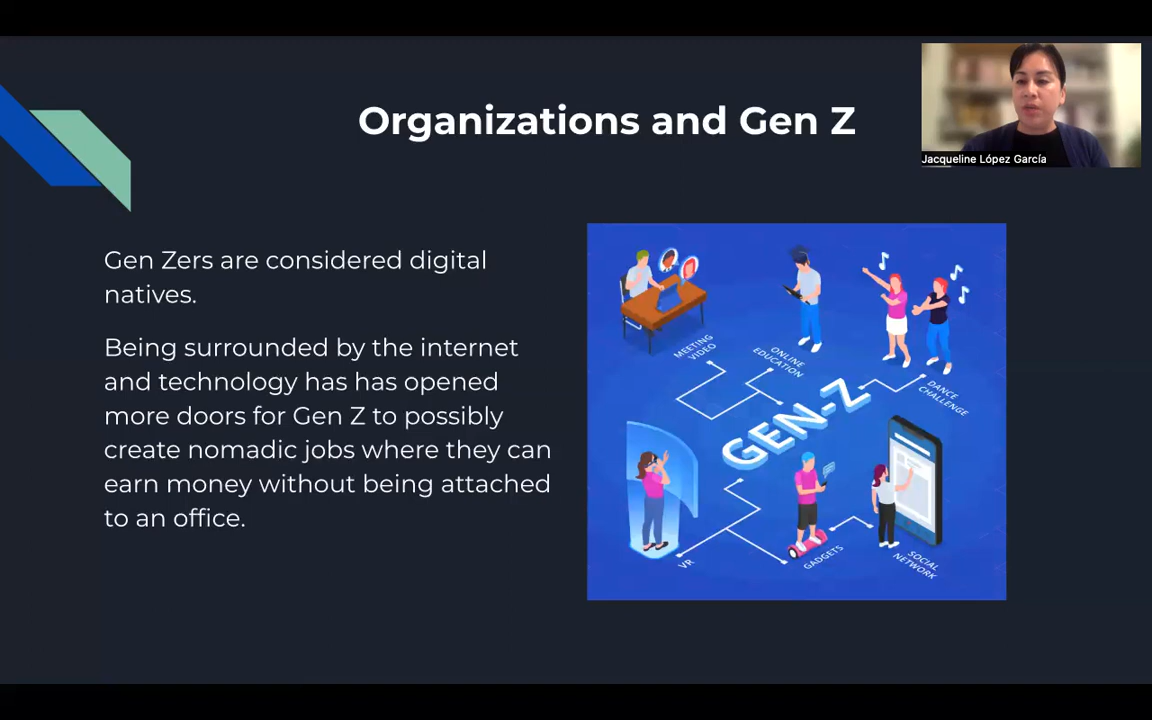 Organizations and Gen Z
Jacqueline López García
Gen Zers are considered digital
natives.
Being surrounded by the internet
and technology has has opened
more doors for Gen Z to possibly
create nomadic jobs where they can
earn money without being attached
to an office.
MEETING
VIDEO
ONLINE
EDUCATION
DANCE
CHALLENGE
GEN-Z
VR
GADGETS
SOCIAL
NETWORK